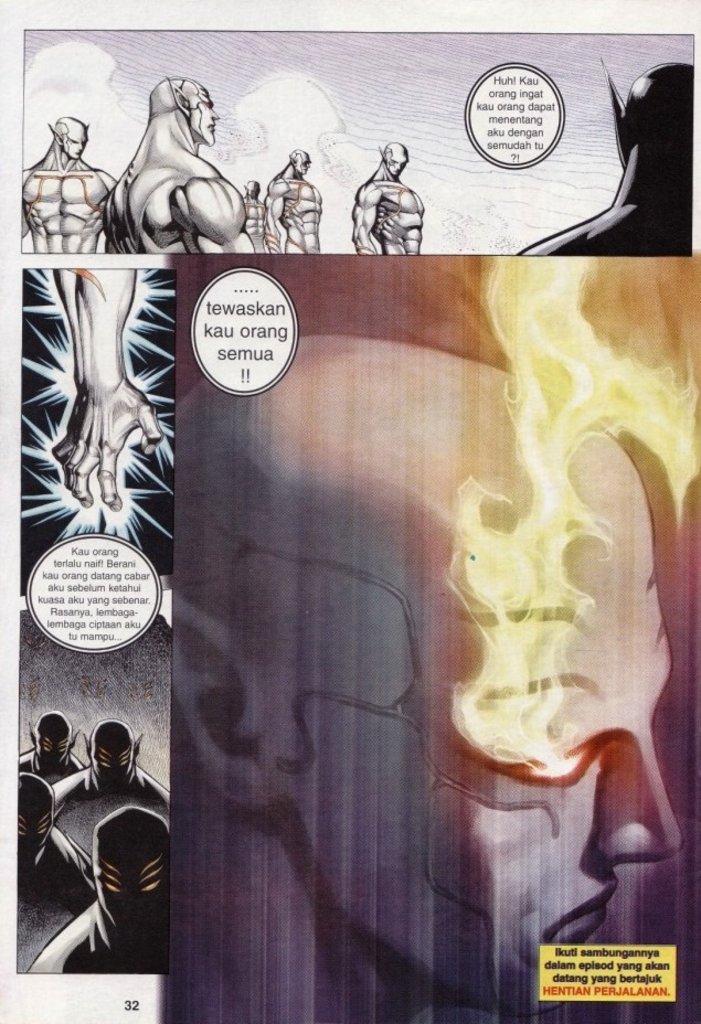 Huh! Kau
orang ingat
kau orang dapat
menentang
aku dengan
semudah tu
?!
Kau orang
terlalu naif! Berani
kau orang datang cabar
aku sebelum ketahui
kuasa aku yang sebenar.
Rasanya, lembaga-
lembaga ciptaan aku
tu mampu...
.....
tewaskan
kau orang
semua
!!
Ikuti sambungannya
dalam episod yang akan
datang yang bertajuk
HENTIAN PERJALANAN.
32